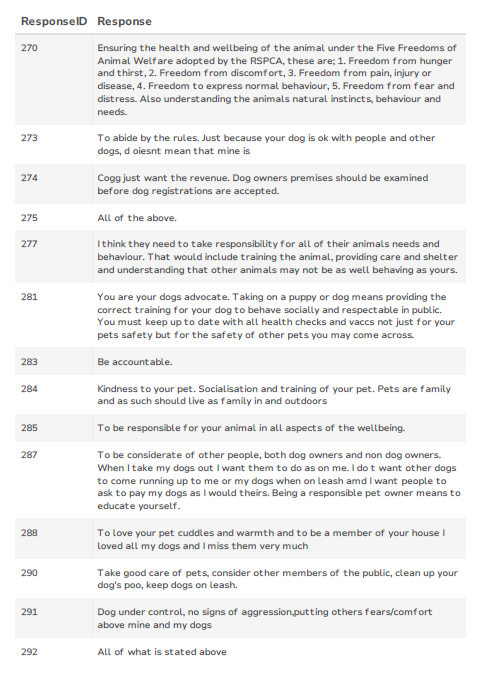 ResponseID Response
270 Ensuring the health and wellbeing of the animal under the Five Freedoms of
Animal Welfare adopted by the RSPCA, these are; 1. Freedom from hunger
and thirst, 2. Freedom from discomfort, 3. Freedom from pain, injury or
disease, 4. Freedom to express normal behaviour, 5. Freedom from fear and
distress. Also understanding the animals natural instincts, behaviour and
needs.
273 To abide by the rules. Just because your dog is ok with people and other
dogs, d oiesnt mean that mine is
274 Cogg just want the revenue. Dog owners premises should be examined
before dog registrations are accepted.
275 All of the above.
277 I think they need to take responsibility for all of their animals needs and
behaviour. That would include training the animal, providing care and shelter
and understanding that other animals may not be as well behaving as yours.
281 You are your dogs advocate. Taking on a puppy or dog means providing the
correct training for your dog to behave socially and respectable in public.
You must keep up to date with all health checks and vaccs not just for your
pets safety but for the safety of other pets you may come across.
283 Be accountable.
284 Kindness to your pet. Socialisation and training of your pet. Pets are family
and as such should live as family in and outdoors
285 To be responsible for your animal in all aspects of the wellbeing.
287 To be considerate of other people, both dog owners and non dog owners.
When I take my dogs out I want them to do as on me. I do t want other dogs
to come running up to me or my dogs when on leash amd I want people to
ask to pay my dogs as I would theirs. Being a responsible pet owner means to
educate yourself.
288 To love your pet cuddles and warmth and to be a member of your house I
loved all my dogs and I miss them very much
290 Take good care of pets, consider other members of the public, clean up your
dog's poo, keep dogs on leash.
291 Dog under control, no signs of aggression,putting others fears/comfort
above mine and my dogs
292 All of what is stated above